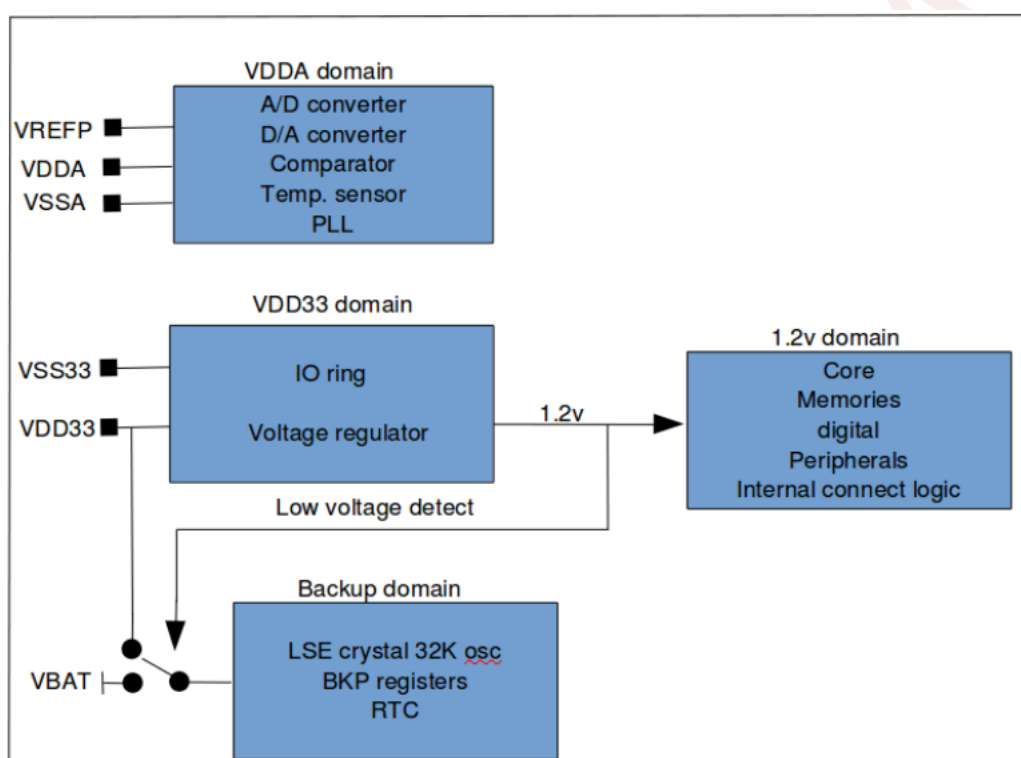 VDDA domain
A/D converter
D/A converter
Comparator
Temp. sensor
PLL
VREFP
VDDA
VSSA
VDD33 domain
IO ring
Voltage regulator
VSS33
VDD33
1.2v
1.2v domain
Core
Memories
digital
Peripherals
Internal connect logic
Low voltage detect
Backup domain
LSE crystal 32K osc
BKP registers
RTC
VBAT